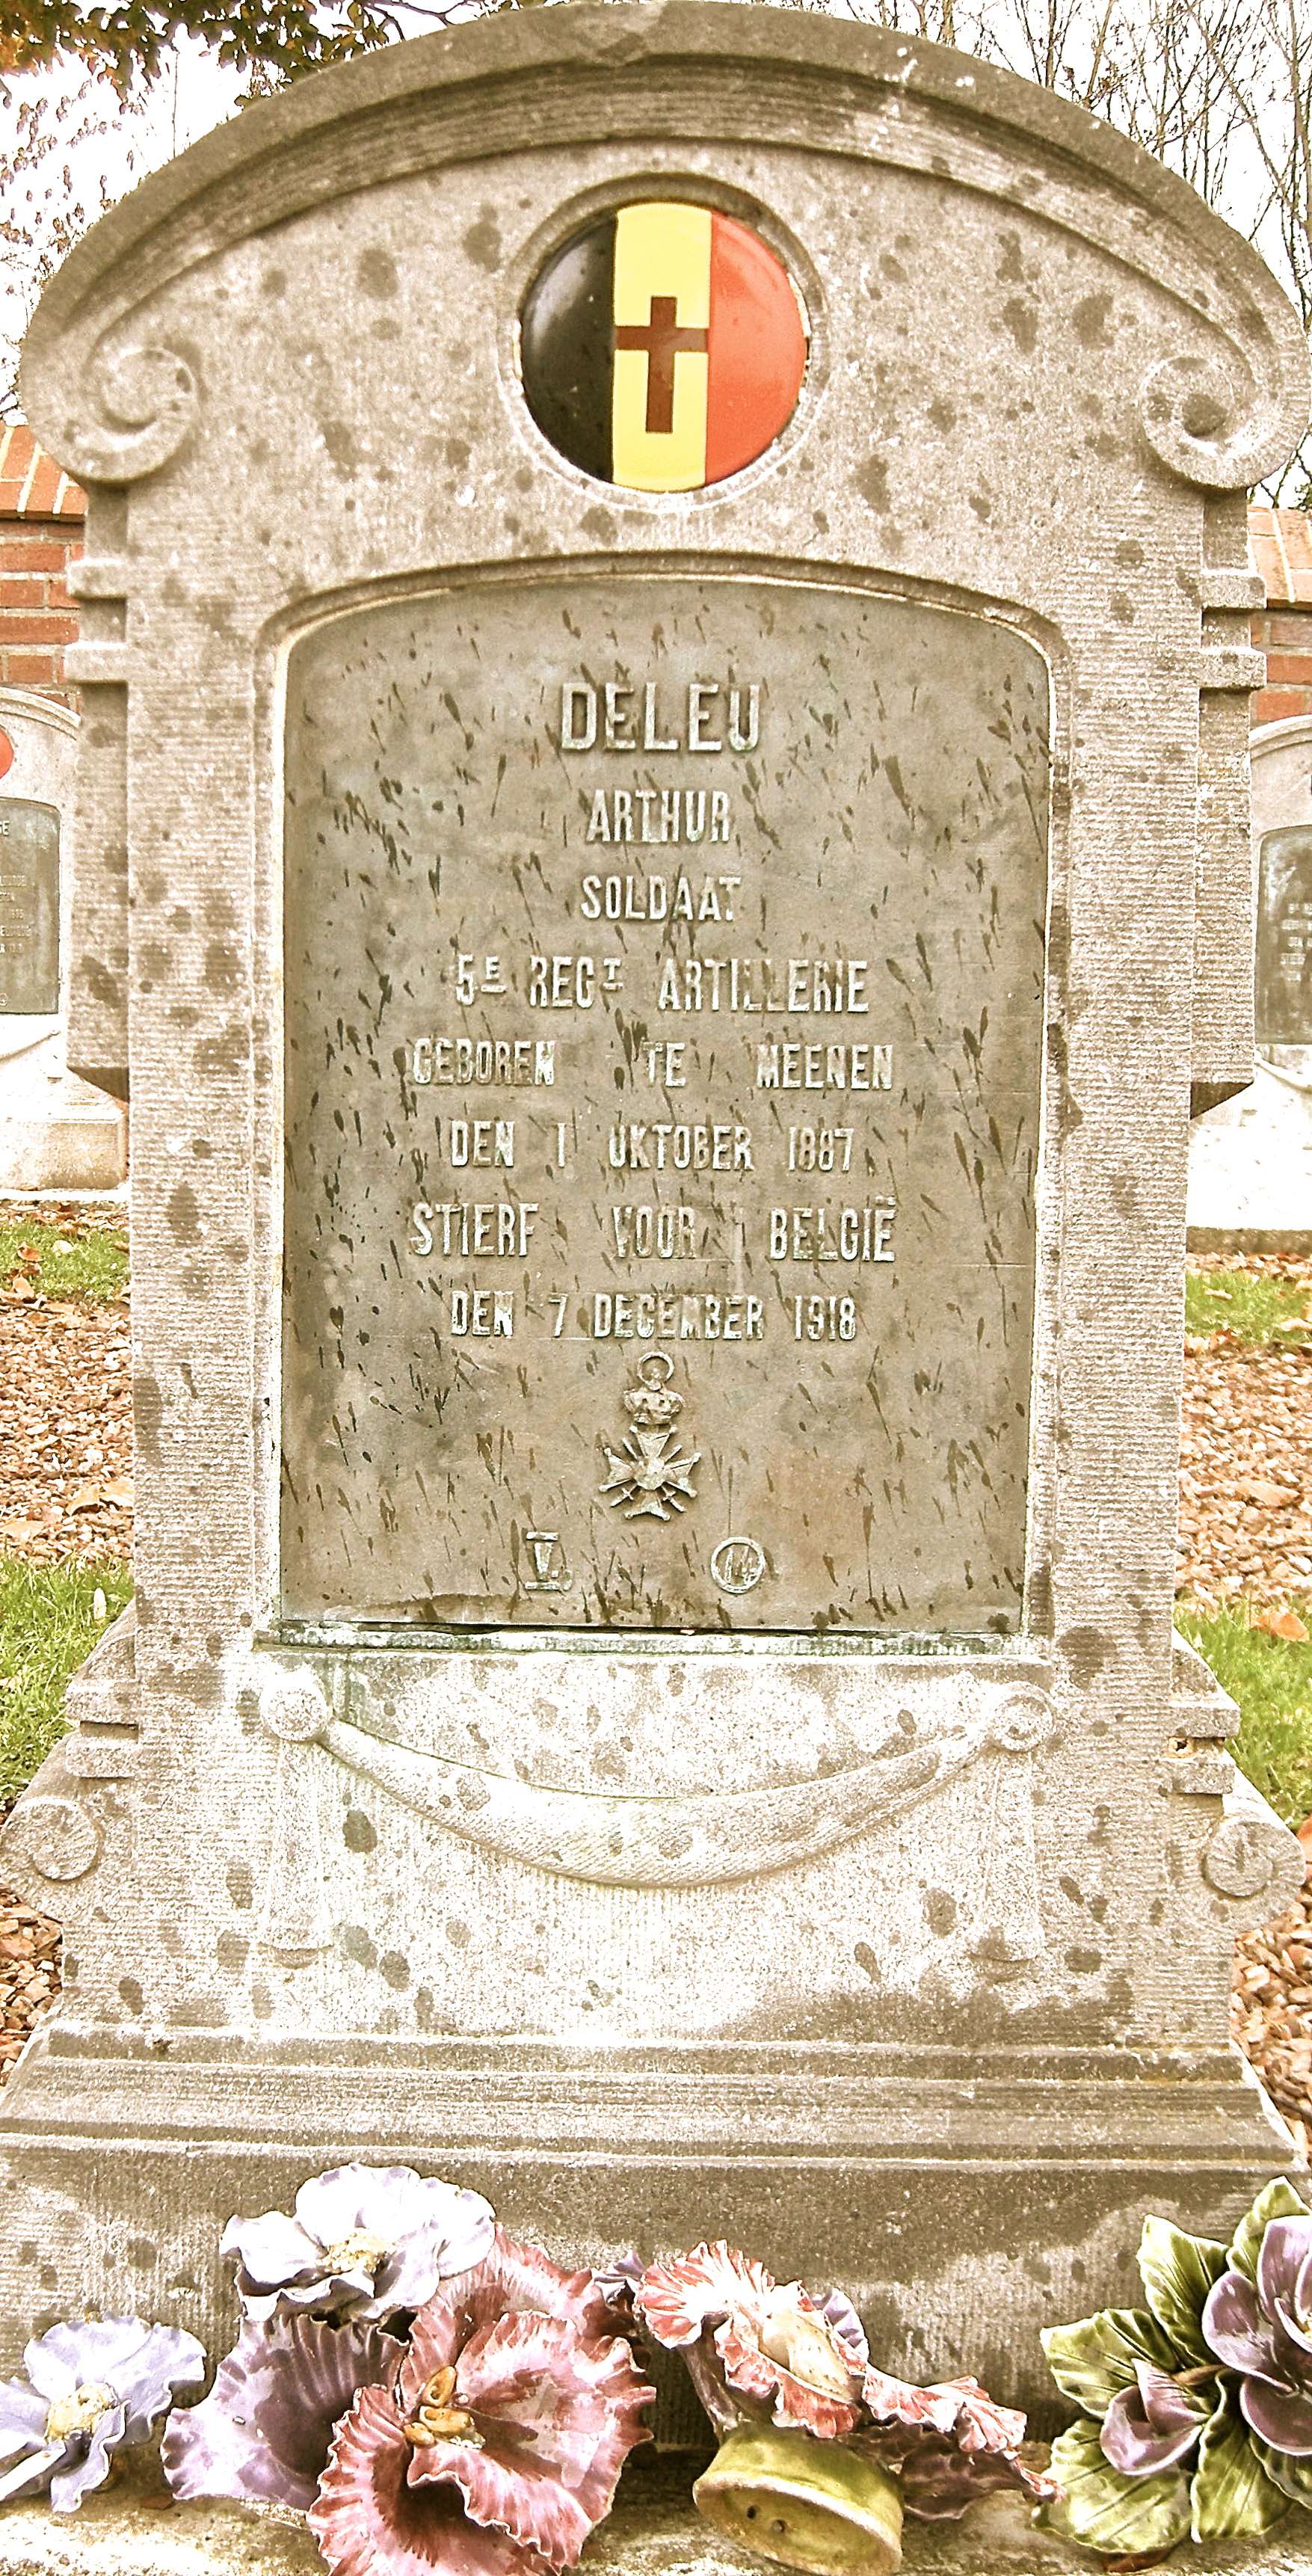 DELEU
ARTHUR
SOLDAAT
5E REGT ARTILLERIE
GEBOREN TE MEENEN
DEN 1 OKTOBER 1887
STIERF VOOR BELGIË
DEN 7 DECEMBER 1918
V.